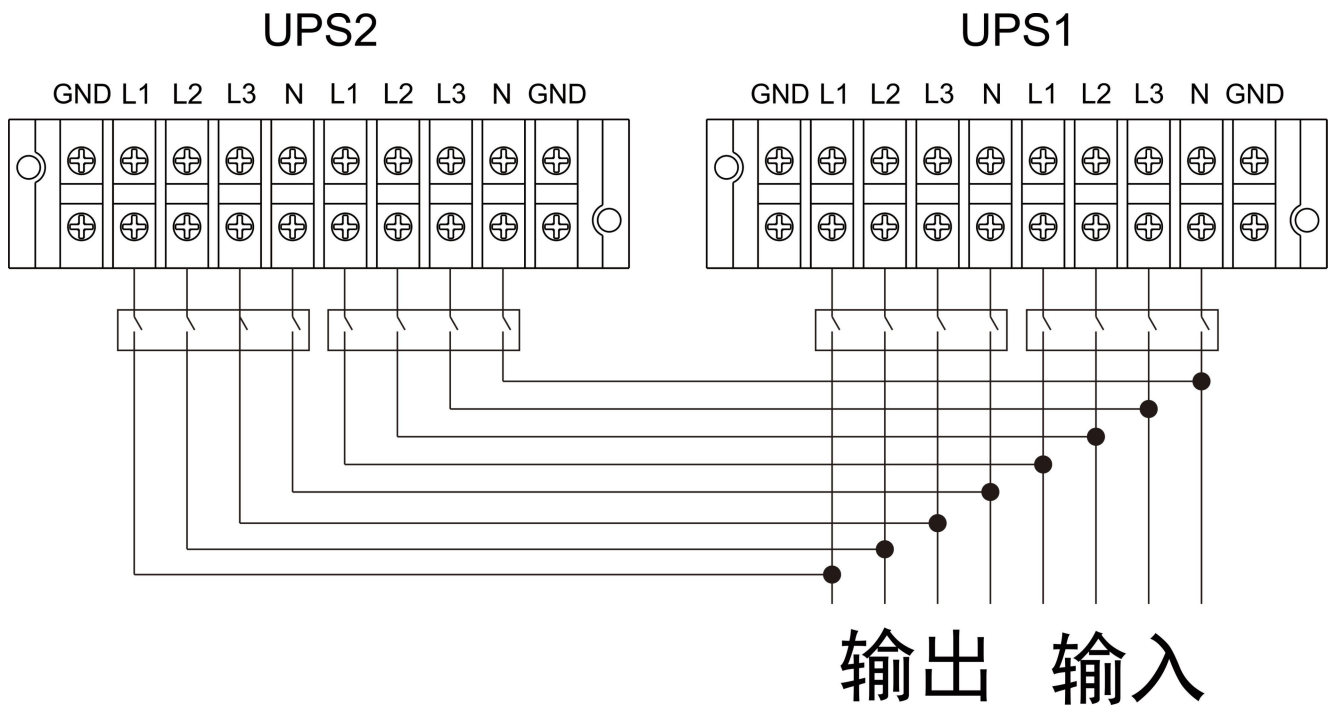 UPS2 UPS1
GND L1 L2 L3 N L1 L2 L3 N GND GND L1 L2 L3 N L1 L2 L3 N GND
输出 输入